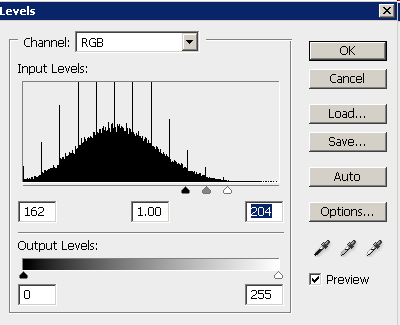 Levels
Channel: RGB
Input Levels:
162 1.00 204
Output Levels:
0 255
OK
Cancel
Load...
Save...
Auto
Options...
Preview